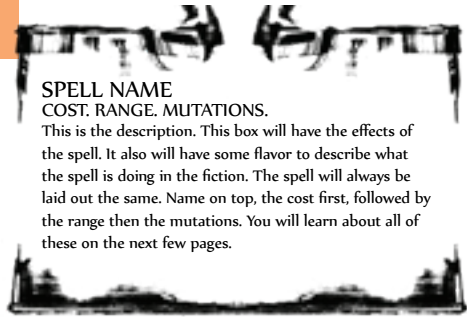 SPELL NAME
COST. RANGE. MUTATIONS.
This is the description. This box will have the effects of
the spell. It also will have some flavor to describe what
the spell is doing in the fiction. The spell will always be
laid out the same. Name on top, the cost first, followed by
the range then the mutations. You will learn about all of
these on the next few pages.